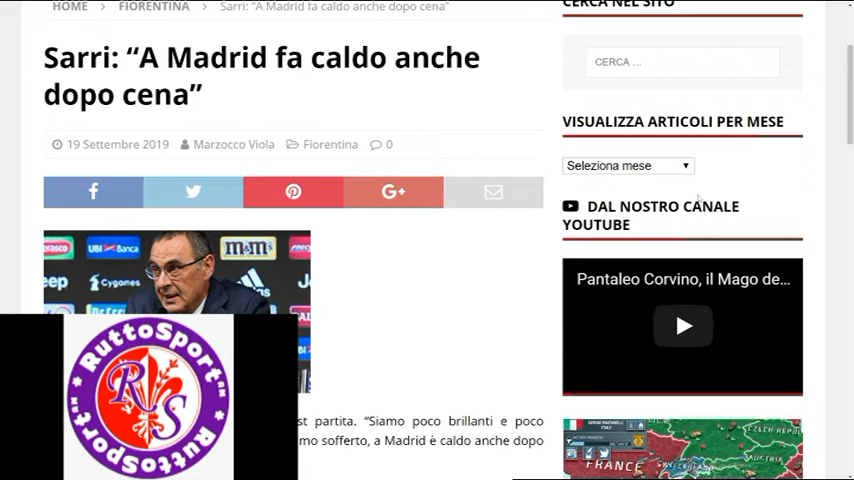 HOME > FIORENTINA > Sarri: “A Madrid fa caldo anche dopo cena”
Sarri: “A Madrid fa caldo anche
dopo cena”
19 Settembre 2019 Marzocco Viola Fiorentina 0
UBI Banca
m&m's
Jeep
Cygames
RuttoSport
RS
RuttoSport
st partita. “Siamo poco brillanti e poco
mo sofferto, a Madrid è caldo anche dopo
CERCA NEL SITO
CERCA …
VISUALIZZA ARTICOLI PER MESE
Seleziona mese
DAL NOSTRO CANALE
YOUTUBE
Pantaleo Corvino, il Mago de...
FRANCE
AUSTRIA